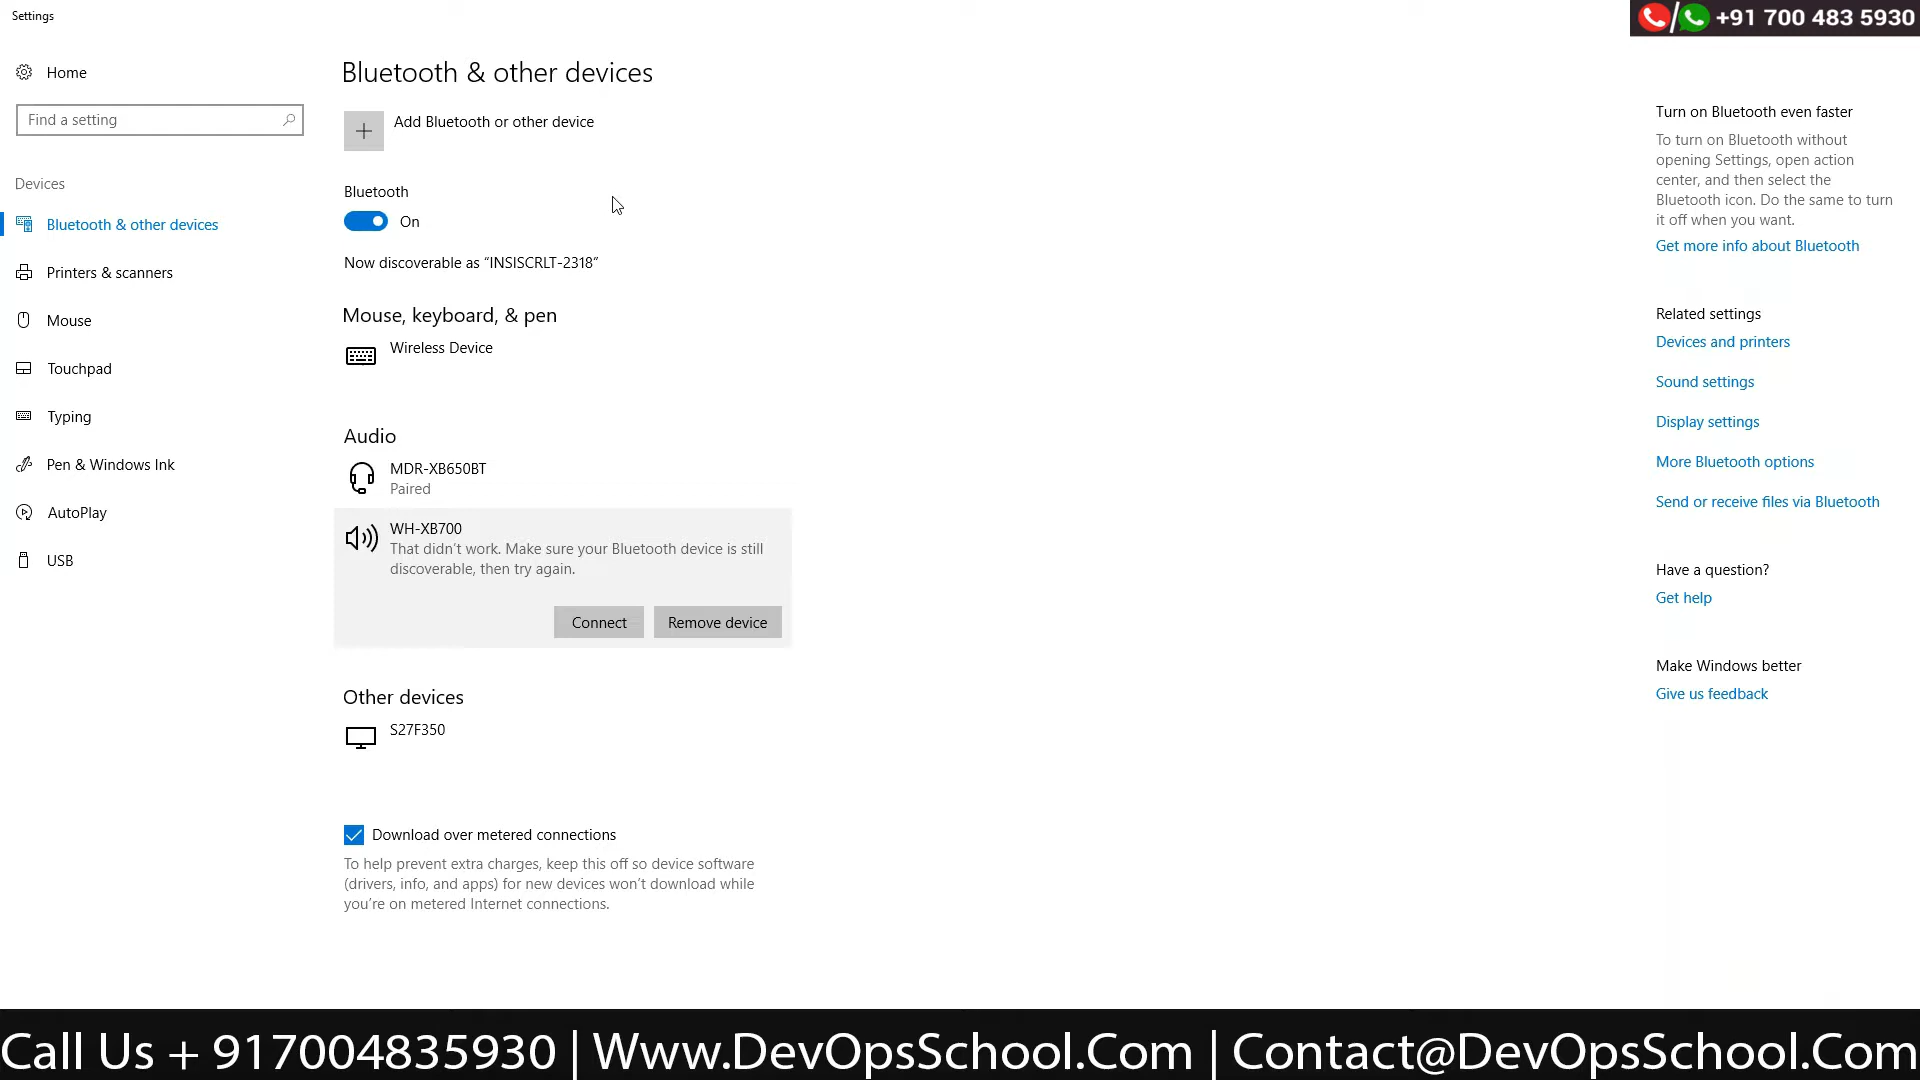 Settings
+91 700 483 5930
Home
Find a setting
Devices
Bluetooth & other devices
Printers & scanners
Mouse
Touchpad
Typing
Pen & Windows Ink
AutoPlay
USB
Bluetooth & other devices
Add Bluetooth or other device
Bluetooth
On
Now discoverable as “INSISCRLT-2318”
Mouse, keyboard, & pen
Wireless Device
Audio
MDR-XB650BT
Paired
WH-XB700
That didn’t work. Make sure your Bluetooth device is still
discoverable, then try again.
Connect
Remove device
Other devices
S27F350
Download over metered connections
To help prevent extra charges, keep this off so device software
(drivers, info, and apps) for new devices won’t download while
you’re on metered Internet connections.
Turn on Bluetooth even faster
To turn on Bluetooth without
opening Settings, open action
center, and then select the
Bluetooth icon. Do the same to turn
it off when you want.
Get more info about Bluetooth
Related settings
Devices and printers
Sound settings
Display settings
More Bluetooth options
Send or receive files via Bluetooth
Have a question?
Get help
Make Windows better
Give us feedback
Call Us + 917004835930 | Www.DevOpsSchool.Com | Contact@DevOpsSchool.Com